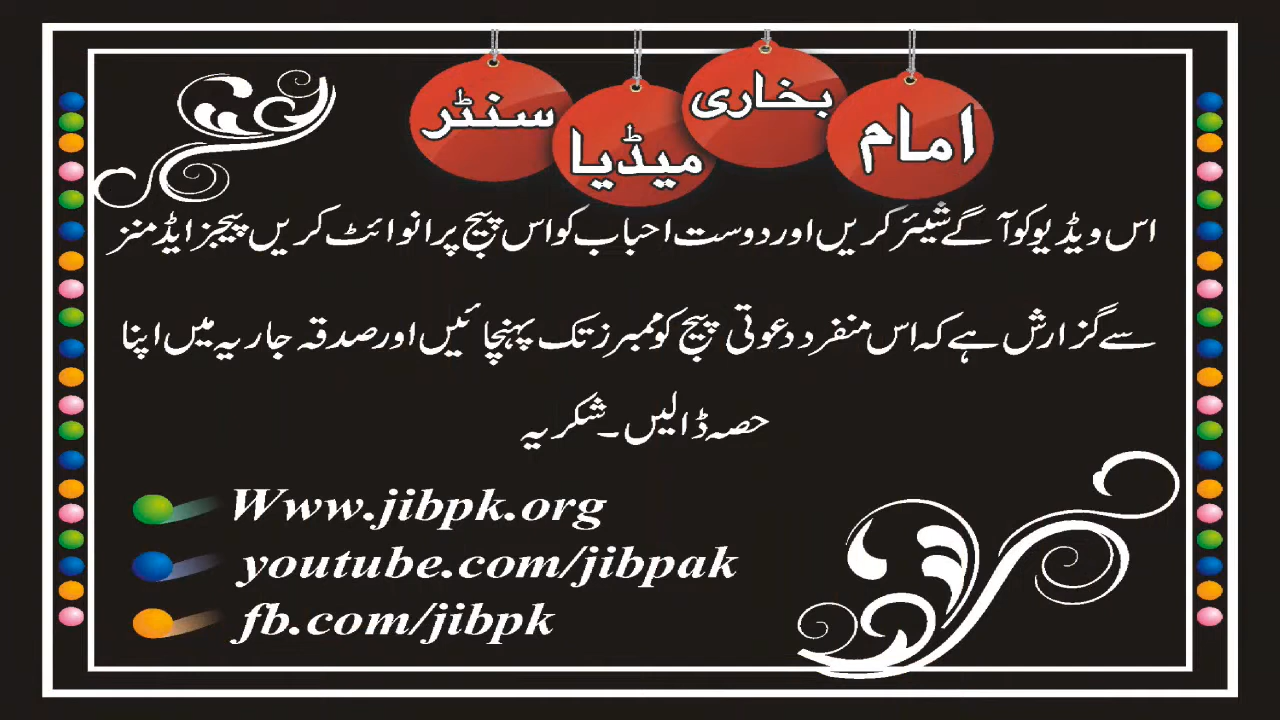 امام بخاری میڈیا سنٹر
اس ویڈیو کو آگے شیئر کریں اور دوست احباب کو اس پیج پر انوائٹ کریں پیجز ایڈمنز
سے گزارش ہے کہ اس منفرد دعوتی پیج کو ممبرز تک پہنچائیں اور صدقہ جاریہ میں اپنا
حصہ ڈالیں۔ شکریہ
Www.jibpk.org
youtube.com/jibpak
fb.com/jibpk